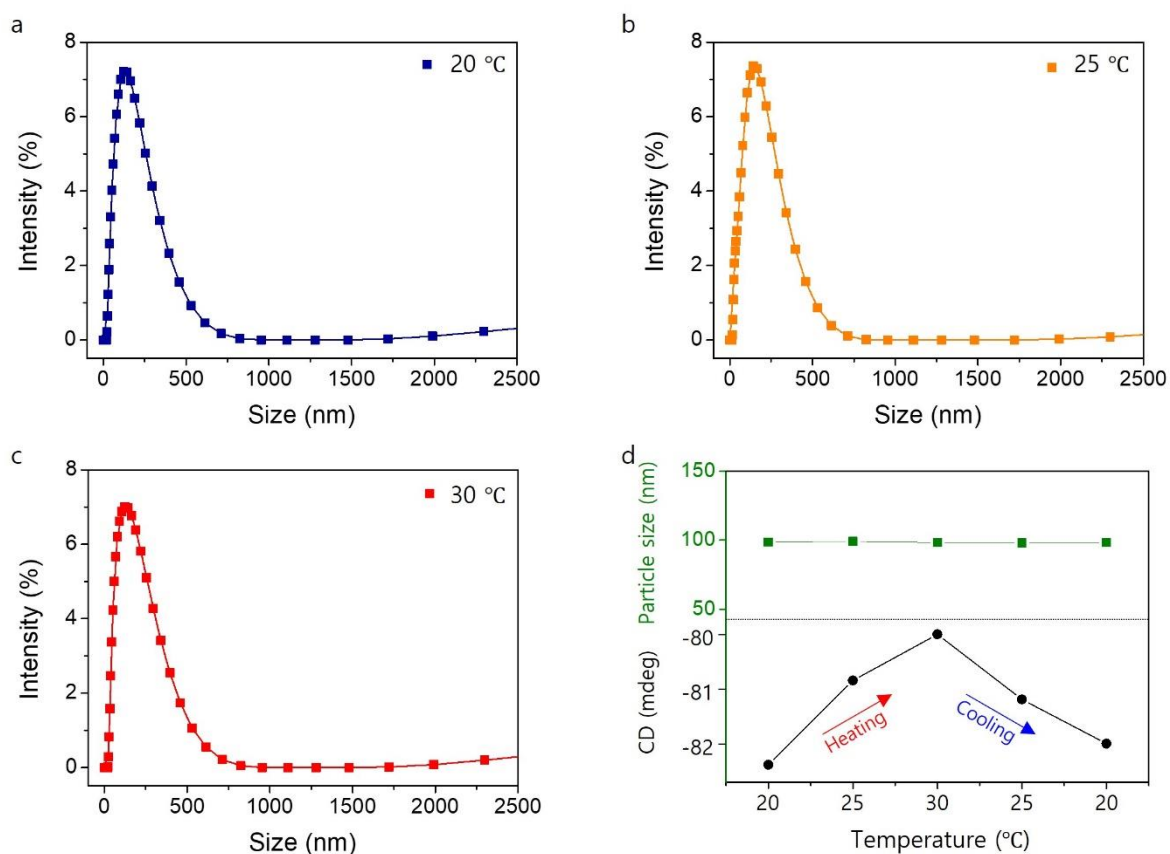 a
8
6
4
2
0
Intensity (%)
20 ℃
0 500 1000 1500 2000 2500
Size (nm)
b
8
6
4
2
0
Intensity (%)
25 ℃
0 500 1000 1500 2000 2500
Size (nm)
c
8
6
4
2
0
Intensity (%)
30 ℃
0 500 1000 1500 2000 2500
Size (nm)
d
150
100
50
Particle size (nm)
-80
-81
-82
CD (mdeg)
Heating
Cooling
20 25 30 25 20
Temperature (℃)